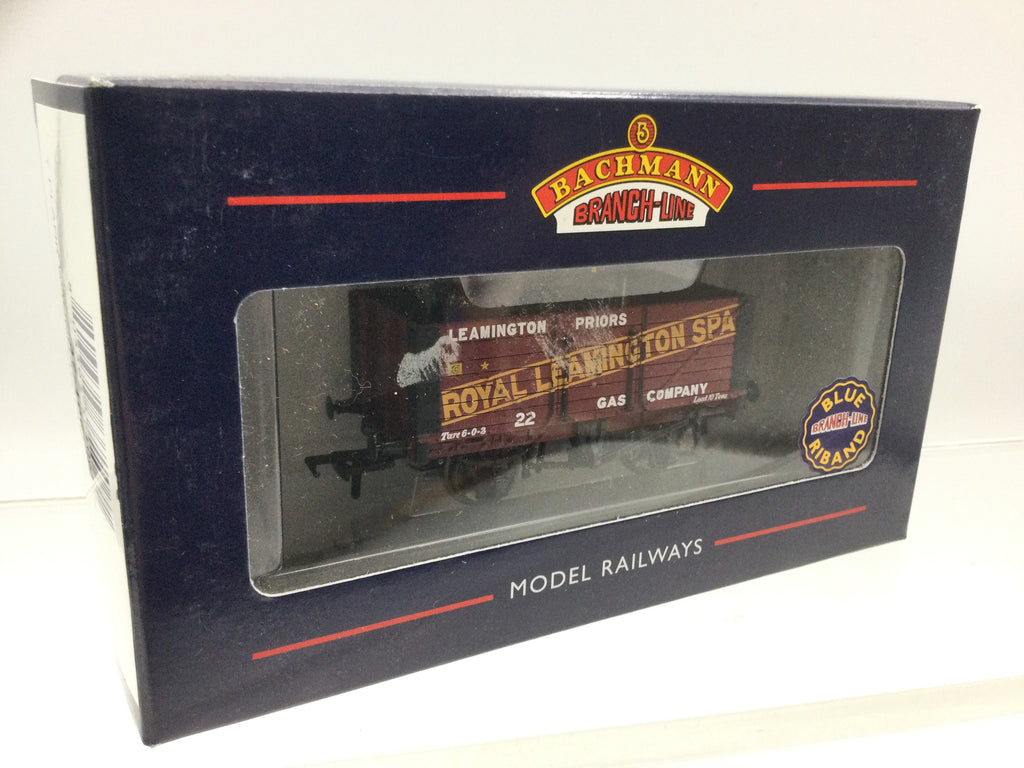 B
BACHMANN
BRANCH-LINE
LEAMINGTON PRIORS
ROYAL LEAMINGTON SPA
22
GAS COMPANY
Tare 6-0-3
Load 10 Tons
BLUE
BRANCH-LINE
RIBAND
MODEL RAILWAYS